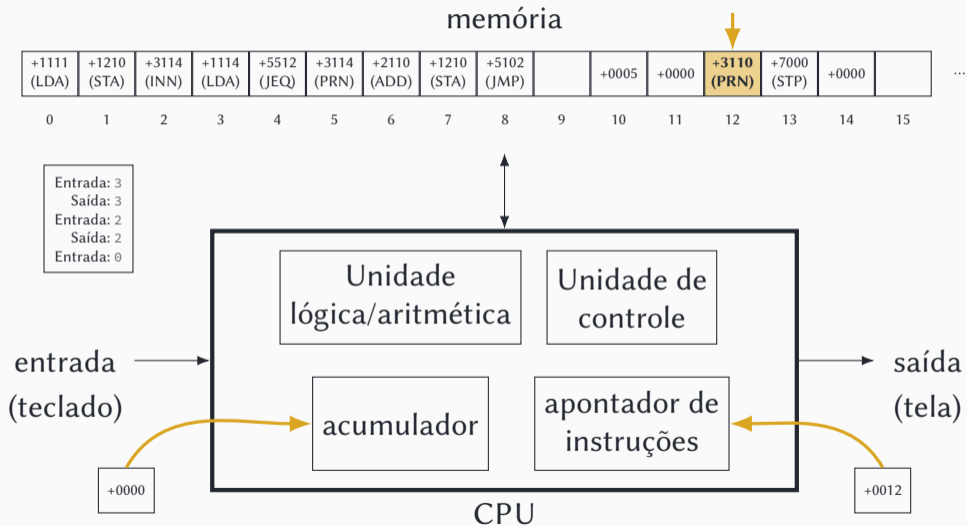 memória
+1111 +1210 +3114 +1114 +5512 +3114 +2110 +1210 +5102 +0005 +0000 +3110 +7000 +0000 ...
(LDA) (STA) (INN) (LDA) (JEQ) (PRN) (ADD) (STA) (JMP) (PRN) (STP)
0 1 2 3 4 5 6 7 8 9 10 11 12 13 14 15
Entrada: 3
Saída: 3
Entrada: 2
Saída: 2
Entrada: 0
Unidade
lógica/aritmética
Unidade de
controle
entrada
(teclado)
saída
(tela)
acumulador
apontador de
instruções
+0000
+0012
CPU